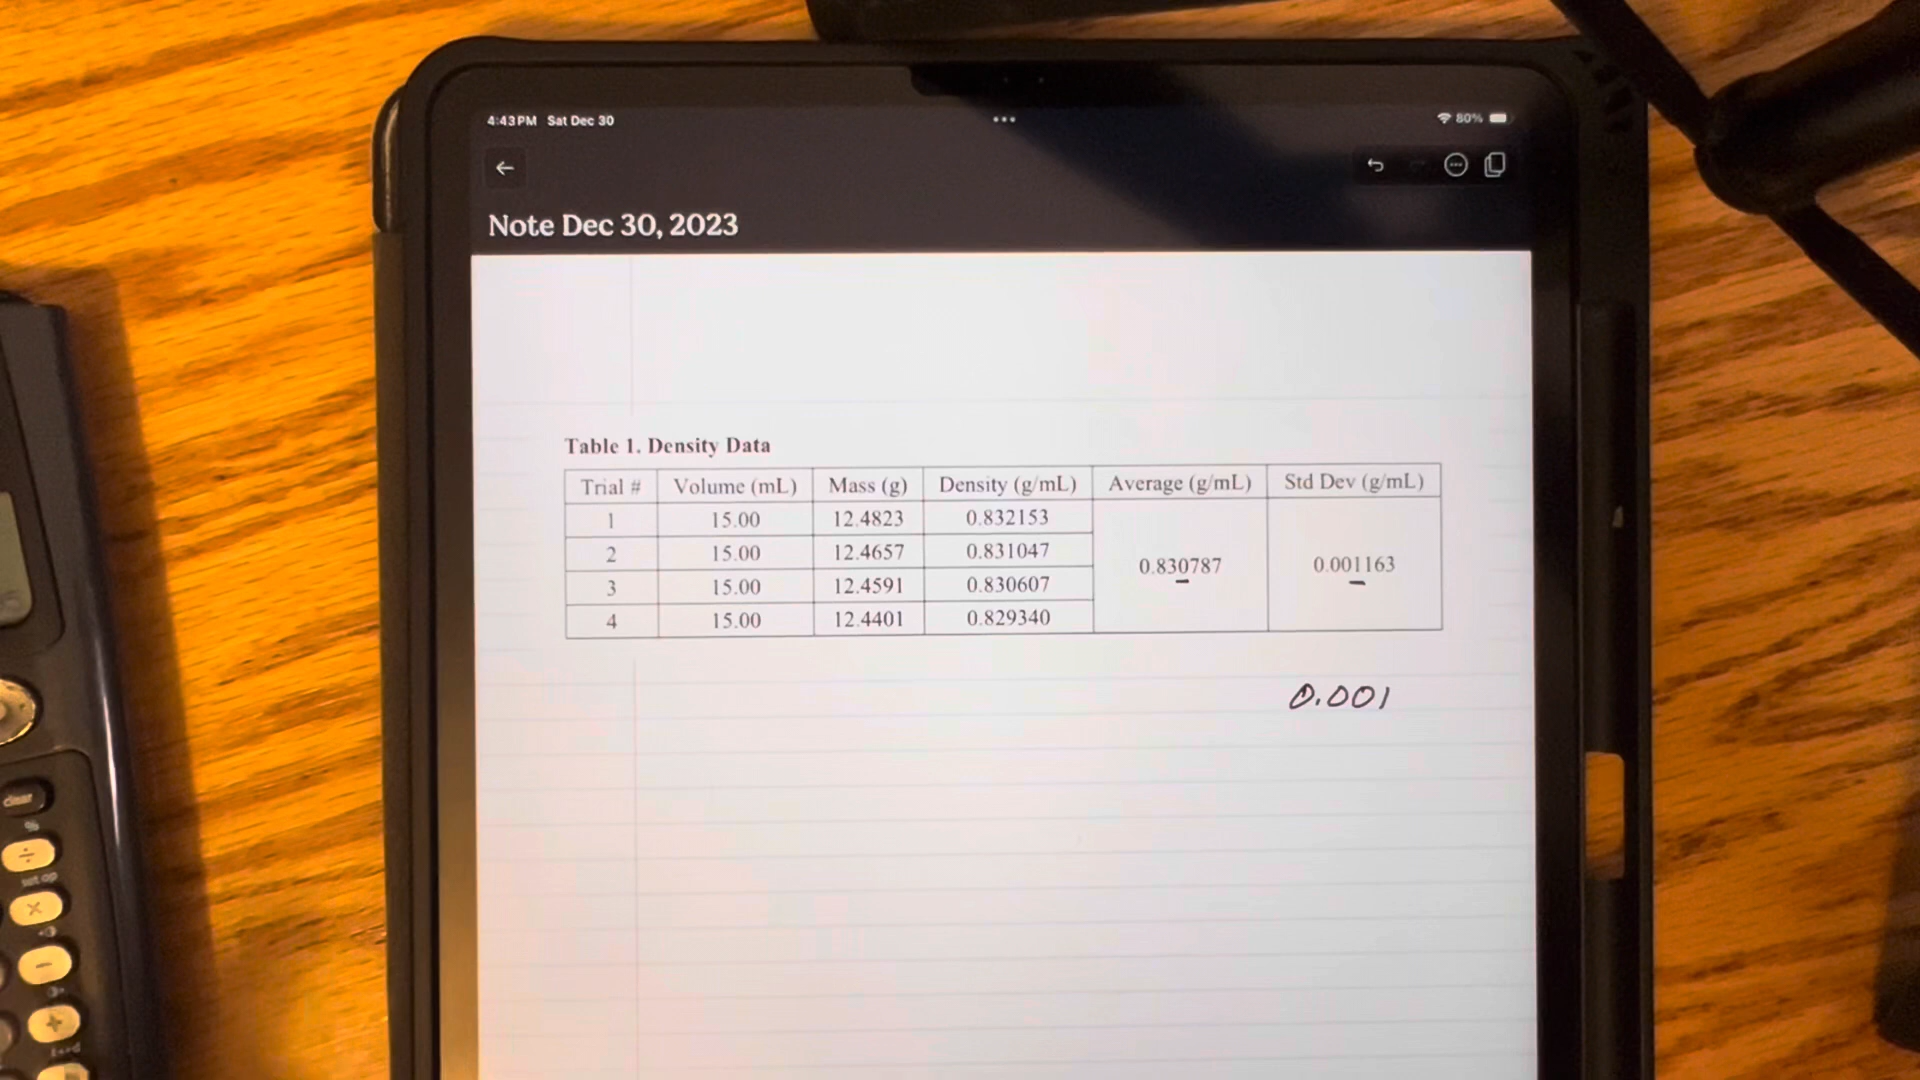 4:43 PM Sat Dec 30
80%
Note Dec 30, 2023
Table 1. Density Data
Trial # Volume (mL) Mass (g) Density (g/mL) Average (g/mL) Std Dev (g/mL)
1 15.00 12.4823 0.832153
2 15.00 12.4657 0.831047
0.830787 0.001163
3 15.00 12.4591 0.830607
4 15.00 12.4401 0.829340
0.001
clear
%
÷
set op
×
−
+